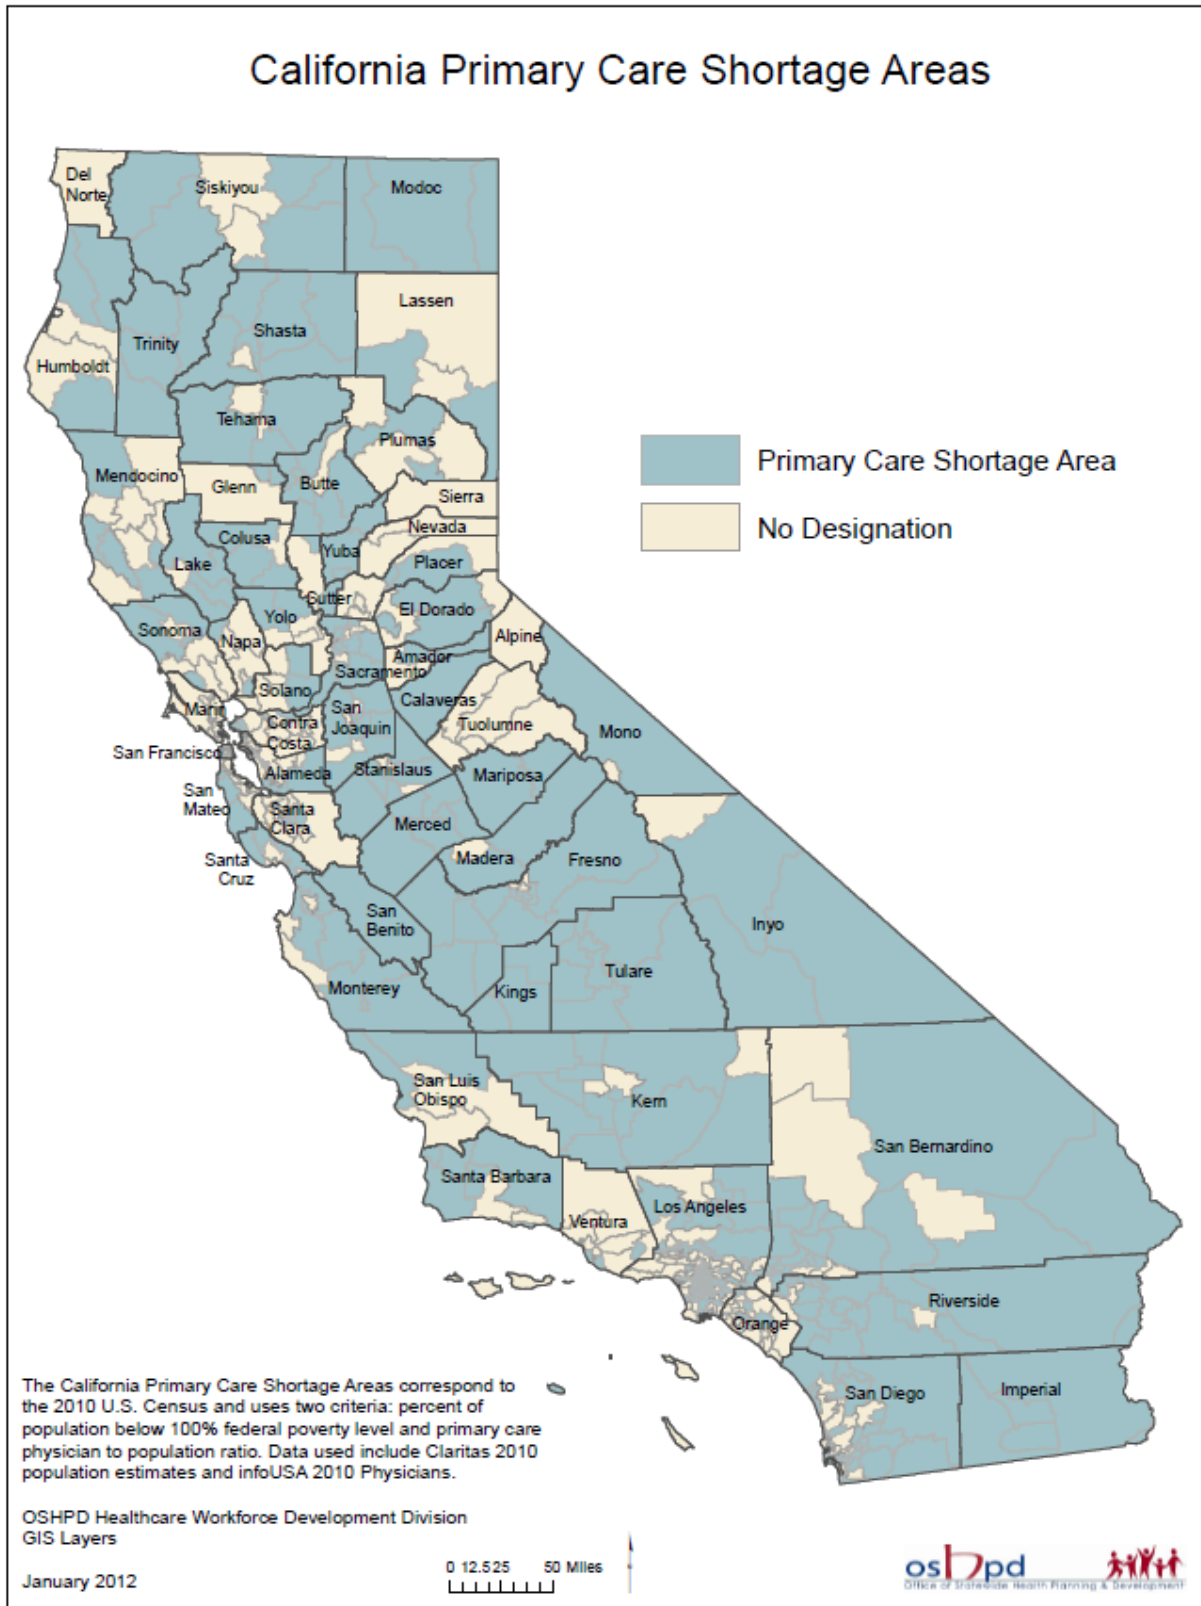 California Primary Care Shortage Areas
Del
Norte
Siskiyou
Modoc
Lassen
Shasta
Trinity
Humboldt
Tehama
Plumas
Mendocino
Glenn
Butte
Sierra
Nevada
Colusa
Yuba
Placer
Lake
Sutter
El Dorado
Yolo
Sonoma
Napa
Alpine
Amador
Sacramento
Solano
Calaveras
Marin
San
Joaquin
Contra
Costa
Tuolumne
Mono
San Francisco
Alameda
Stanislaus
Mariposa
San
Mateo
Santa
Clara
Merced
Madera
Fresno
Santa
Cruz
San
Benito
Inyo
Monterey
Kings
Tulare
San Luis
Obispo
Kern
San Bernardino
Santa Barbara
Los Angeles
Ventura
Riverside
Orange
San Diego
Imperial
Primary Care Shortage Area
No Designation
The California Primary Care Shortage Areas correspond to
the 2010 U.S. Census and uses two criteria: percent of
population below 100% federal poverty level and primary care
physician to population ratio. Data used include Claritas 2010
population estimates and infoUSA 2010 Physicians.
OSHPD Healthcare Workforce Development Division
GIS Layers
January 2012
0 12.525 50 Miles
oshpd
Office of Statewide Health Planning & Development